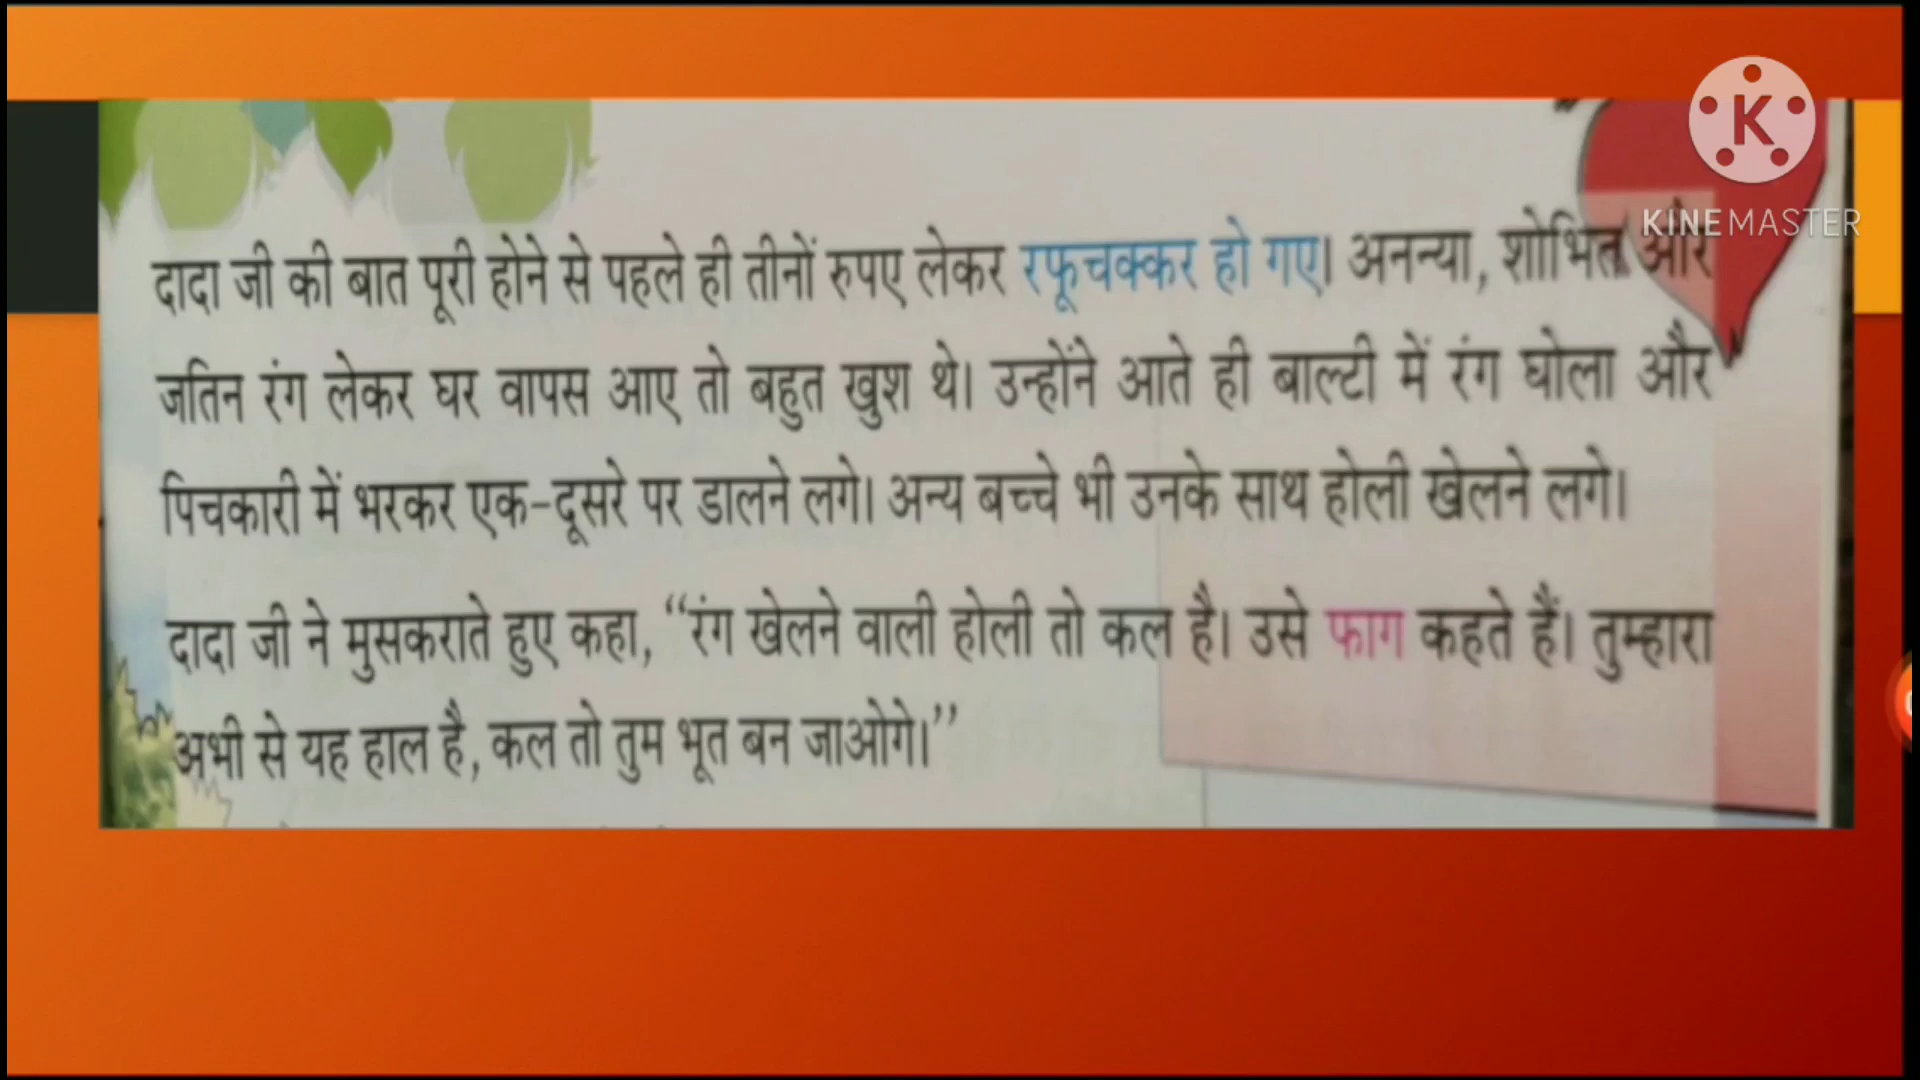 K
KINEMASTER
दादा जी की बात पूरी होने से पहले ही तीनों रुपए लेकर रफूचक्कर हो गए। अनन्या, शोभित और
जतिन रंग लेकर घर वापस आए तो बहुत खुश थे। उन्होंने आते ही बाल्टी में रंग घोला और
पिचकारी में भरकर एक-दूसरे पर डालने लगे। अन्य बच्चे भी उनके साथ होली खेलने लगे।
दादा जी ने मुसकराते हुए कहा, “रंग खेलने वाली होली तो कल है। उसे फाग कहते हैं। तुम्हारा
अभी से यह हाल है, कल तो तुम भूत बन जाओगे।”